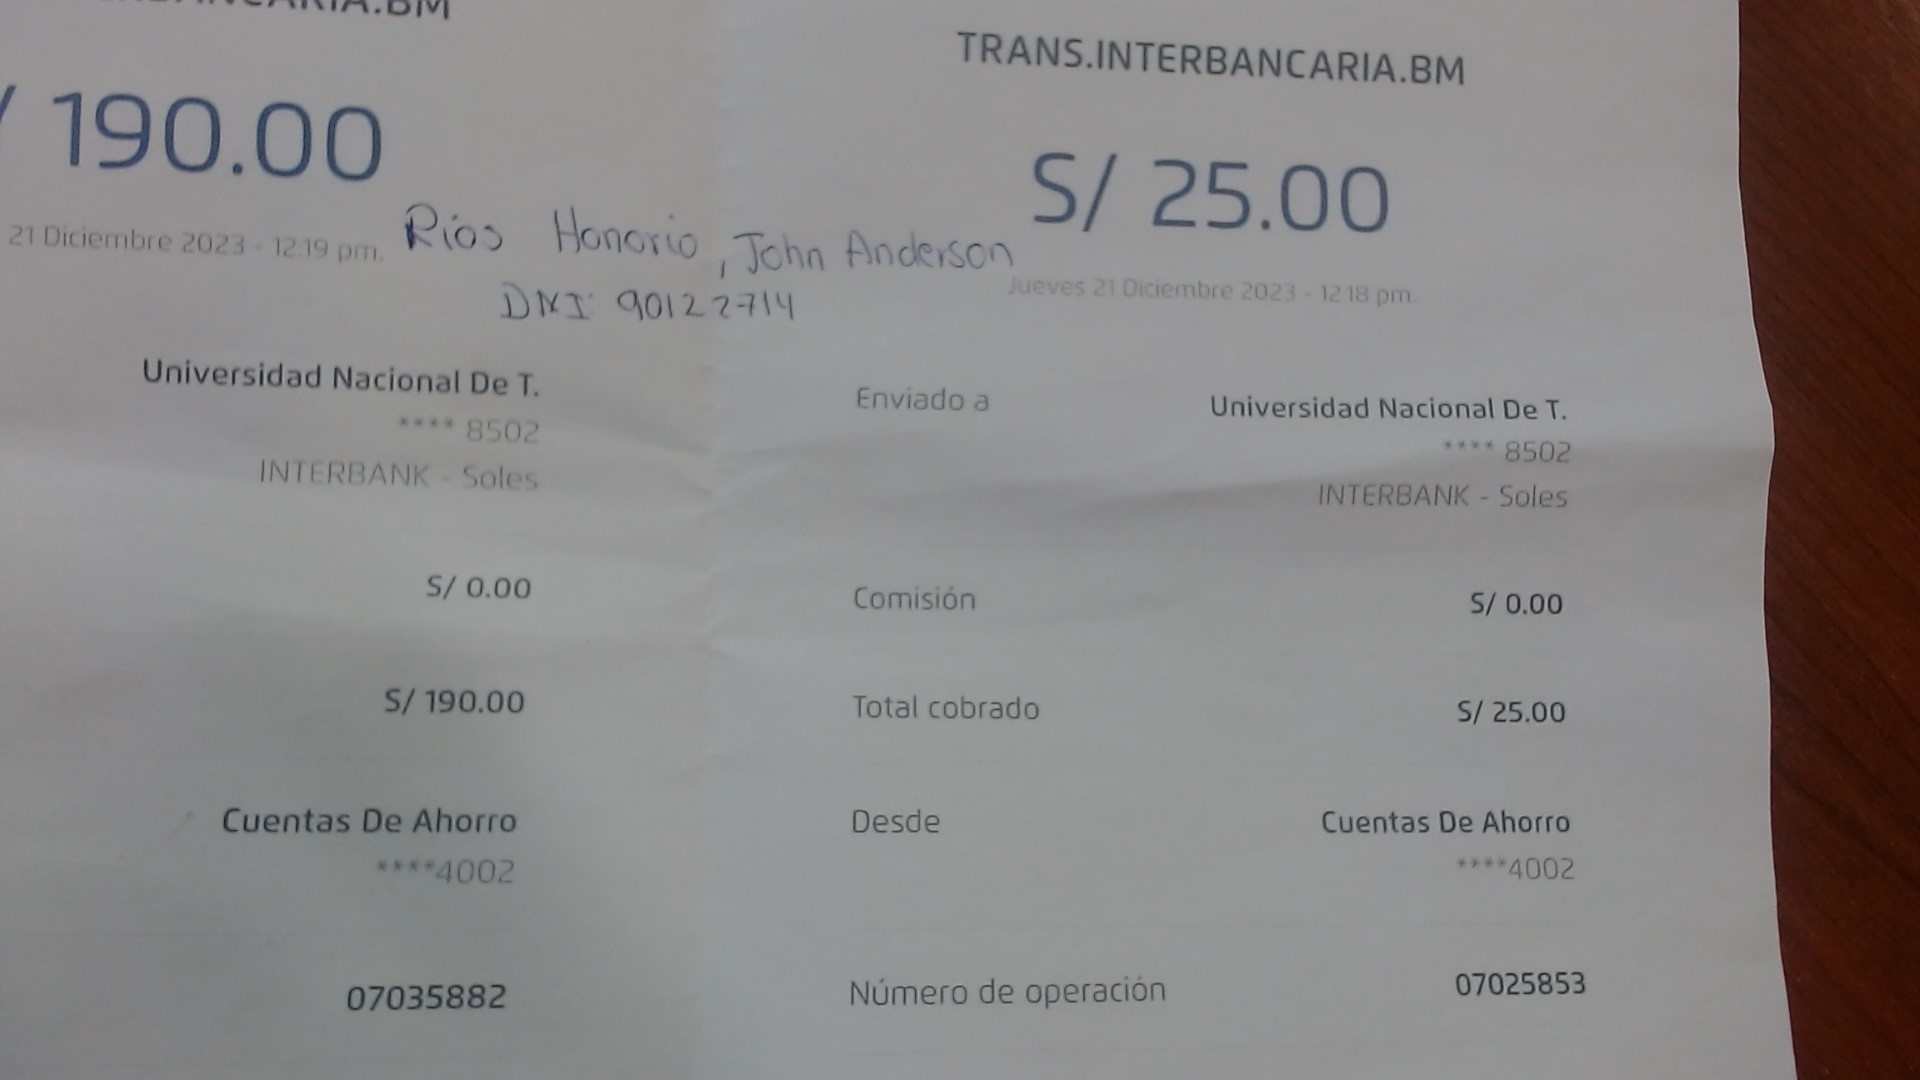 TRANS.INTERBANCARIA.BM
190.00
21 Diciembre 2023 - 12:19 pm.
Ríos Honorio, John Anderson
DNI: 90122714
Universidad Nacional De T.
**** 8502
INTERBANK - Soles
S/ 0.00
S/ 190.00
Cuentas De Ahorro
****4002
07035882
S/ 25.00
Jueves 21 Diciembre 2023 - 12:18 pm.
Enviado a
Universidad Nacional De T.
**** 8502
INTERBANK - Soles
Comisión
S/ 0.00
Total cobrado
S/ 25.00
Desde
Cuentas De Ahorro
****4002
Número de operación
07025853